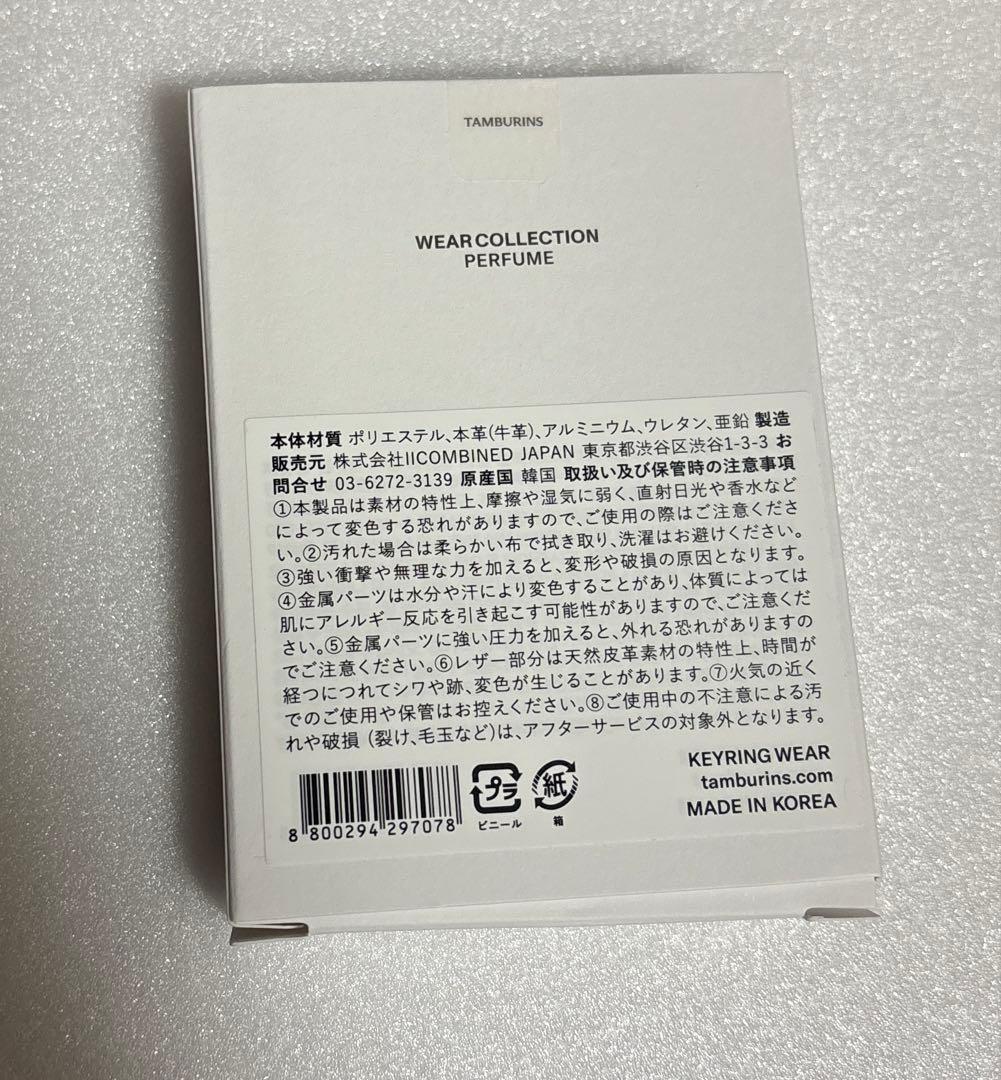 TAMBURINS
WEAR COLLECTION
PERFUME
本体材質 ポリエステル、本革(牛革)、アルミニウム、ウレタン、亜鉛 製造
販売元 株式会社IICOMBINED JAPAN 東京都渋谷区渋谷1-3-3 お
問合せ 03-6272-3139 原産国 韓国 取扱い及び保管時の注意事項
①本製品は素材の特性上、摩擦や湿気に弱く、直射日光や香水など
によって変色する恐れがありますので、ご使用の際はご注意くださ
い。②汚れた場合は柔らかい布で拭き取り、洗濯はお避けください。
③強い衝撃や無理な力を加えると、変形や破損の原因となります。
④金属パーツは水分や汗により変色することがあり、体質によっては
肌にアレルギー反応を引き起こす可能性がありますので、ご注意くだ
さい。⑤金属パーツに強い圧力を加えると、外れる恐れがありますの
でご注意ください。⑥レザー部分は天然皮革素材の特性上、時間が
経つにつれてシワや跡、変色が生じることがあります。⑦火気の近く
でのご使用や保管はお控えください。⑧ご使用中の不注意による汚
れや破損 (裂け、毛玉など)は、アフターサービスの対象外となります。
8 800294 297078
プラ
ビニール
紙
箱
KEYRING WEAR
tamburins.com
MADE IN KOREA